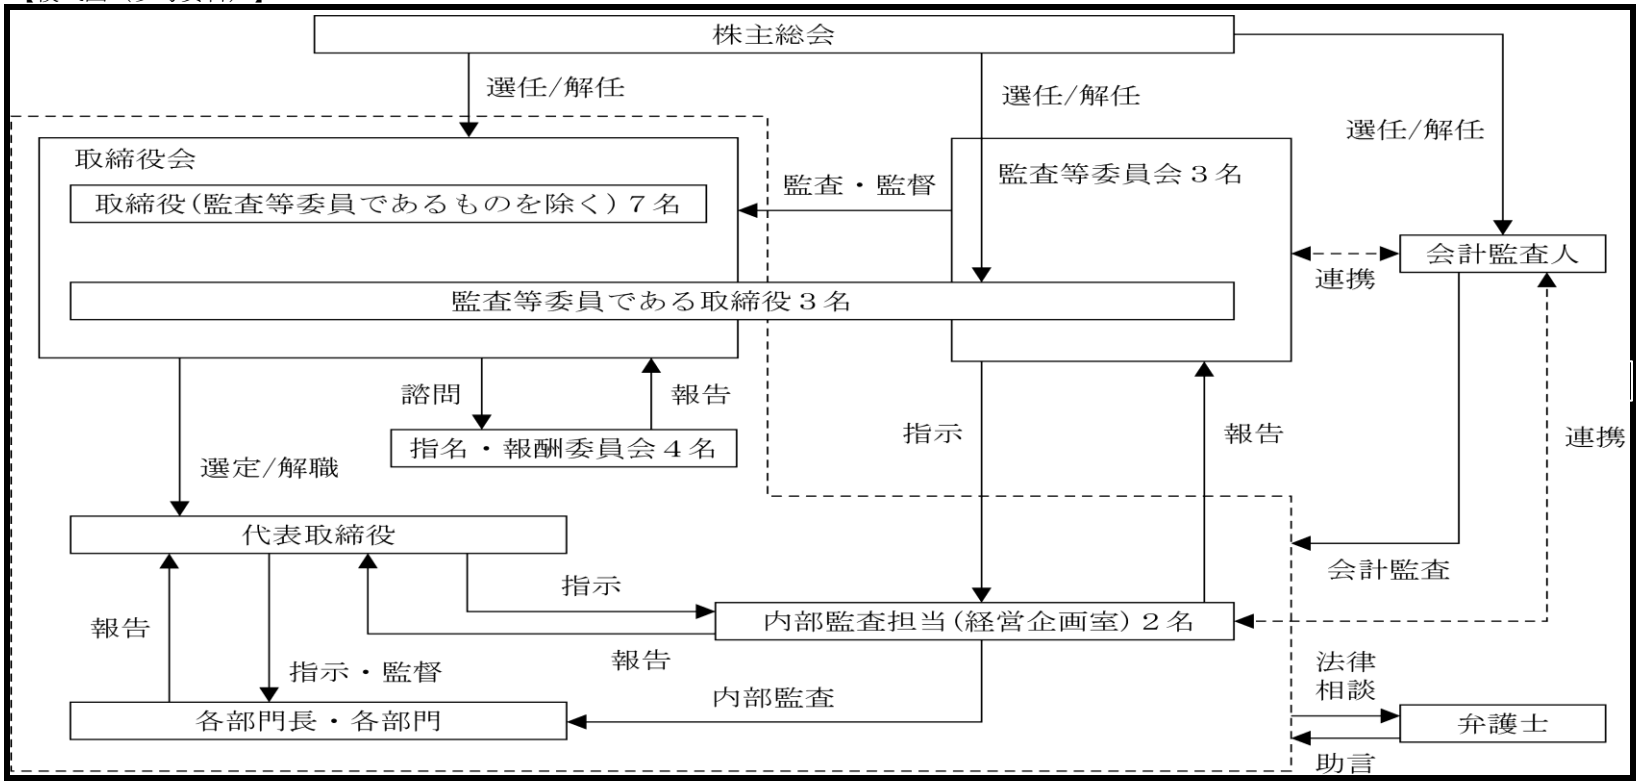 株主総会
選任/解任
選任/解任
選任/解任
取締役会
取締役(監査等委員であるものを除く)７名
監査・監督
監査等委員会３名
会計監査人
連携
監査等委員である取締役３名
諮問
報告
指名・報酬委員会４名
選定/解職
指示
報告
連携
代表取締役
会計監査
指示
報告
内部監査担当(経営企画室)２名
報告
指示・監督
内部監査
各部門長・各部門
法律
相談
弁護士
助言